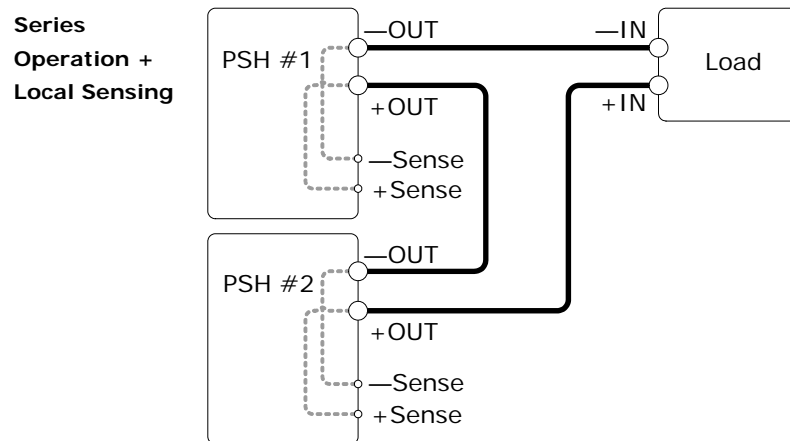 Series
Operation +
Local Sensing
PSH #1
—OUT
+OUT
—Sense
+Sense
—IN
+IN
Load
PSH #2
—OUT
+OUT
—Sense
+Sense